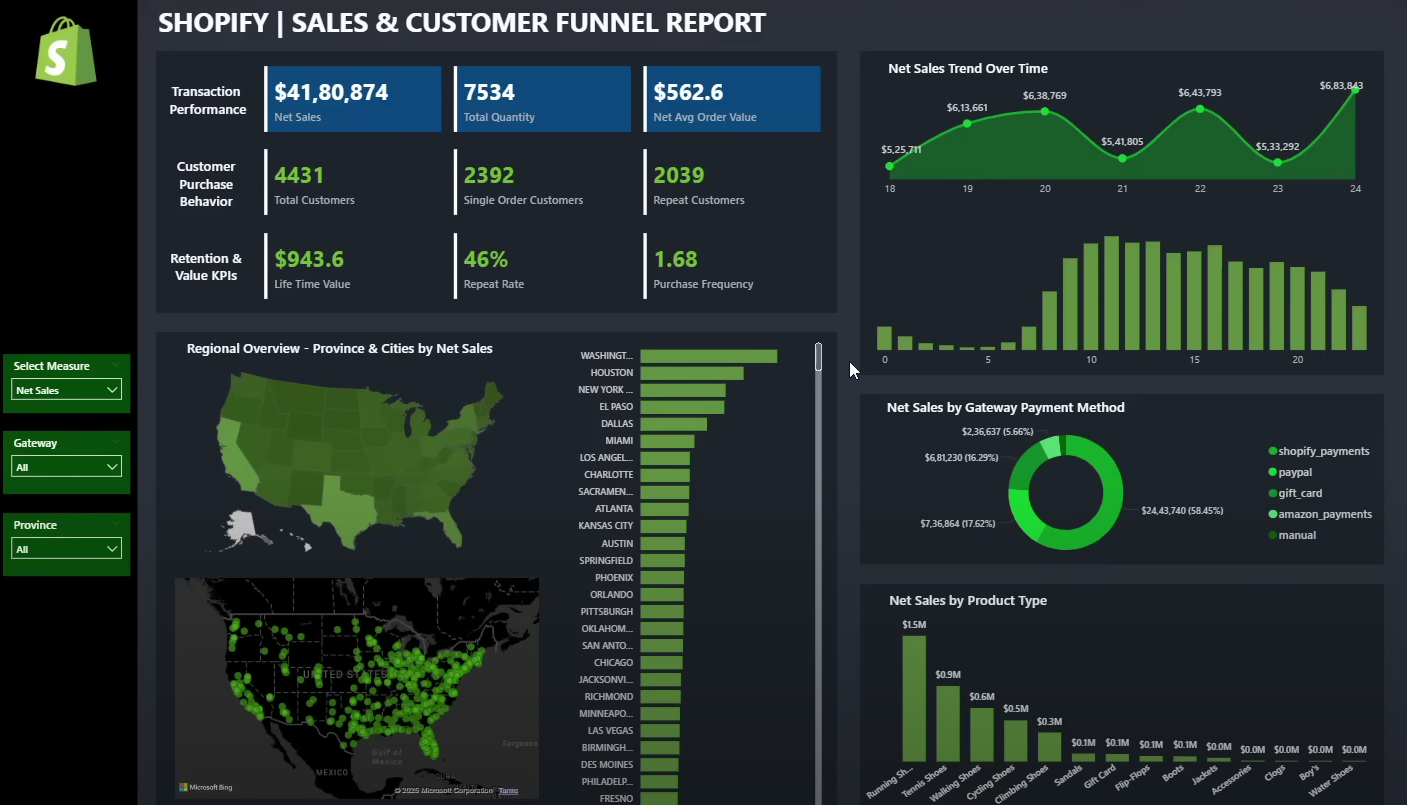 SHOPIFY | SALES & CUSTOMER FUNNEL REPORT
S
Transaction
Performance
$41,80,874
Net Sales
7534
Total Quantity
$562.6
Net Avg Order Value
Customer
Purchase
Behavior
4431
Total Customers
2392
Single Order Customers
2039
Repeat Customers
Retention &
Value KPIs
$943.6
Life Time Value
46%
Repeat Rate
1.68
Purchase Frequency
Select Measure
Net Sales
Gateway
All
Province
All
Regional Overview - Province & Cities by Net Sales
WASHINGT...
HOUSTON
NEW YORK ...
EL PASO
DALLAS
MIAMI
LOS ANGEL...
CHARLOTTE
SACRAMEN...
ATLANTA
KANSAS CITY
AUSTIN
SPRINGFIELD
PHOENIX
ORLANDO
PITTSBURGH
OKLAHOM...
SAN ANTO...
CHICAGO
JACKSONVI...
RICHMOND
MINNEAPO...
LAS VEGAS
BIRMINGH...
DES MOINES
PHILADELP...
FRESNO
UNITED STATES
Gulf of
Mexico
MEXICO
CUBA
Sargasso
Microsoft Bing
© 2025 Microsoft Corporation Terms
Net Sales Trend Over Time
$5,25,711
$6,13,661
$6,38,769
$5,41,805
$6,43,793
$5,33,292
$6,83,843
18 19 20 21 22 23 24
0 5 10 15 20
Net Sales by Gateway Payment Method
$2,36,637 (5.66%)
$6,81,230 (16.29%)
$7,36,864 (17.62%)
$24,43,740 (58.45%)
shopify_payments
paypal
gift_card
amazon_payments
manual
Net Sales by Product Type
$1.5M
$0.9M
$0.6M
$0.5M
$0.3M
$0.1M
$0.1M
$0.1M
$0.1M
$0.0M
$0.0M
$0.0M
$0.0M
$0.0M
Running Sh...
Tennis Shoes
Walking Shoes
Cycling Shoes
Climbing Shoes
Sandals
Gift Card
Flip-Flops
Boots
Jackets
Accessories
Clogs
Boy's
Water Shoes